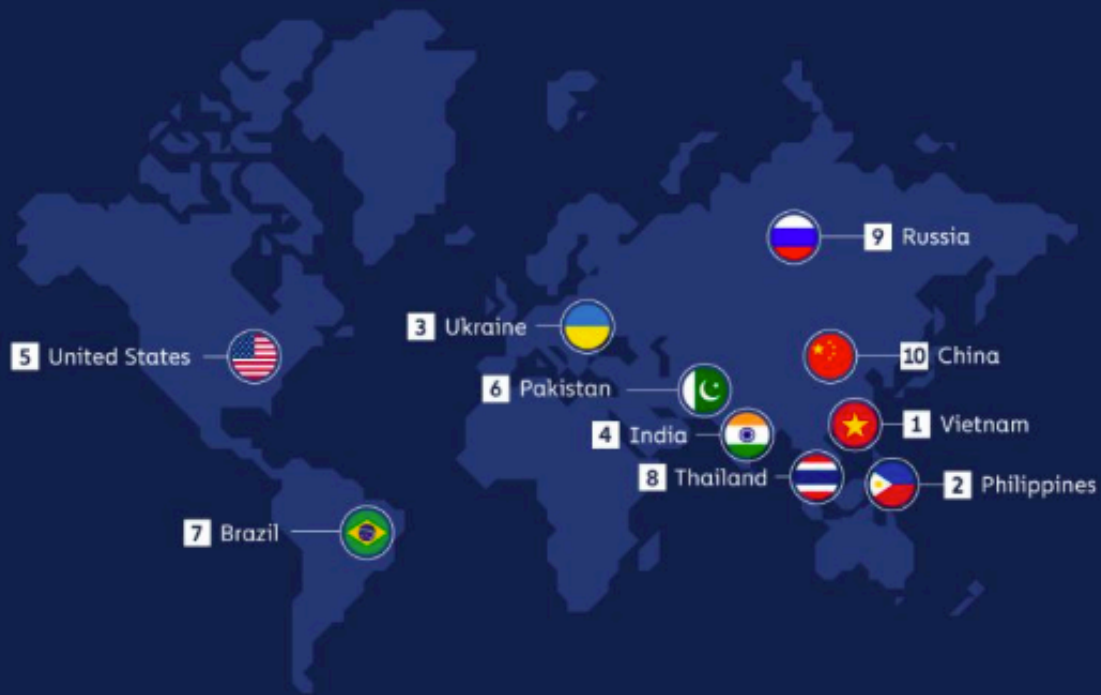 9 Russia
3 Ukraine
5 United States
10 China
6 Pakistan
1 Vietnam
4 India
8 Thailand
2 Philippines
7 Brazil